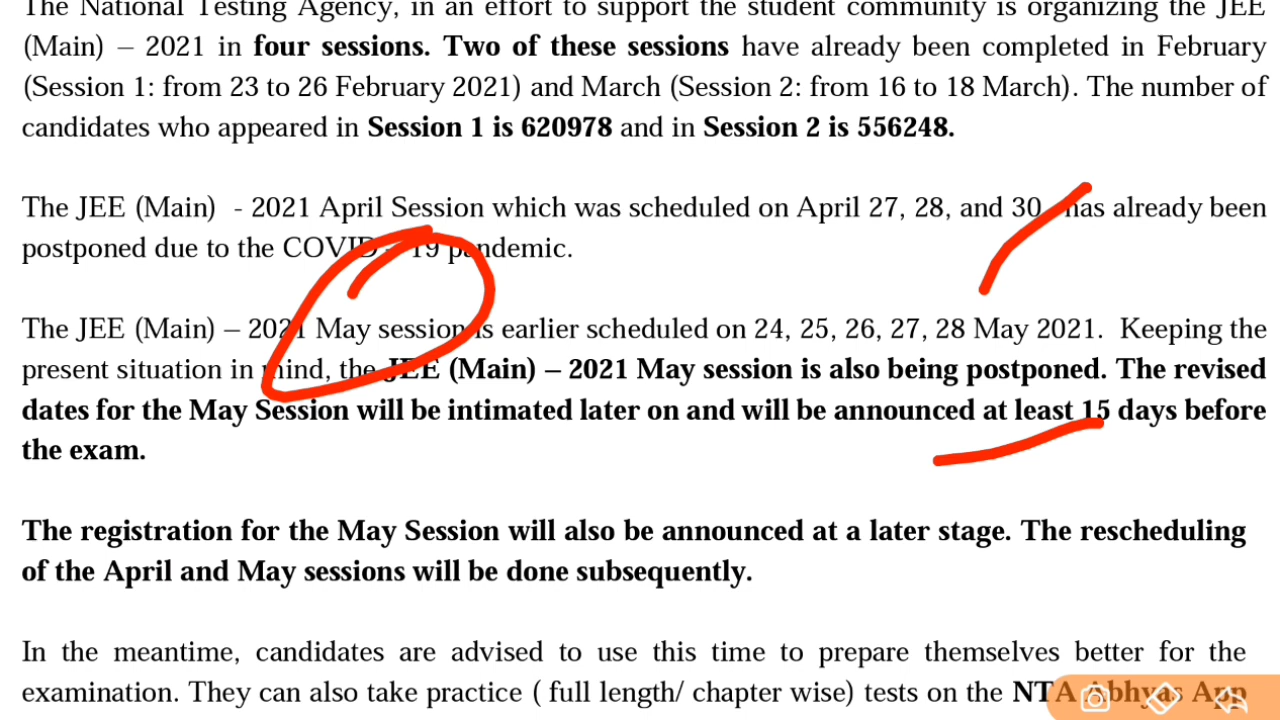 The National Testing Agency, in an effort to support the student community is organizing the JEE
(Main) – 2021 in four sessions. Two of these sessions have already been completed in February
(Session 1: from 23 to 26 February 2021) and March (Session 2: from 16 to 18 March). The number of
candidates who appeared in Session 1 is 620978 and in Session 2 is 556248.
The JEE (Main) - 2021 April Session which was scheduled on April 27, 28, and 30, has already been
postponed due to the COVID – 19 pandemic.
The JEE (Main) – 2021 May session is earlier scheduled on 24, 25, 26, 27, 28 May 2021. Keeping the
present situation in mind, the JEE (Main) – 2021 May session is also being postponed. The revised
dates for the May Session will be intimated later on and will be announced at least 15 days before
the exam.
The registration for the May Session will also be announced at a later stage. The rescheduling
of the April and May sessions will be done subsequently.
In the meantime, candidates are advised to use this time to prepare themselves better for the
examination. They can also take practice ( full length/ chapter wise) tests on the NTA Abhyas App